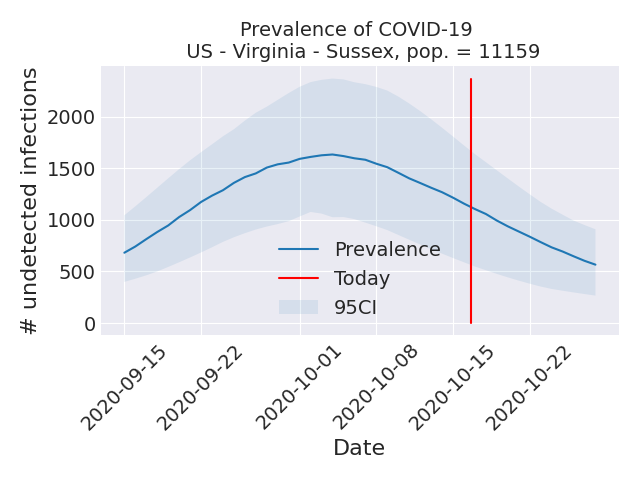 Prevalence of COVID-19
US - Virginia - Sussex, pop. = 11159
# undetected infections
2000
1500
1000
500
0
Prevalence
Today
95CI
2020-09-15
2020-09-22
2020-10-01
2020-10-08
2020-10-15
2020-10-22
Date